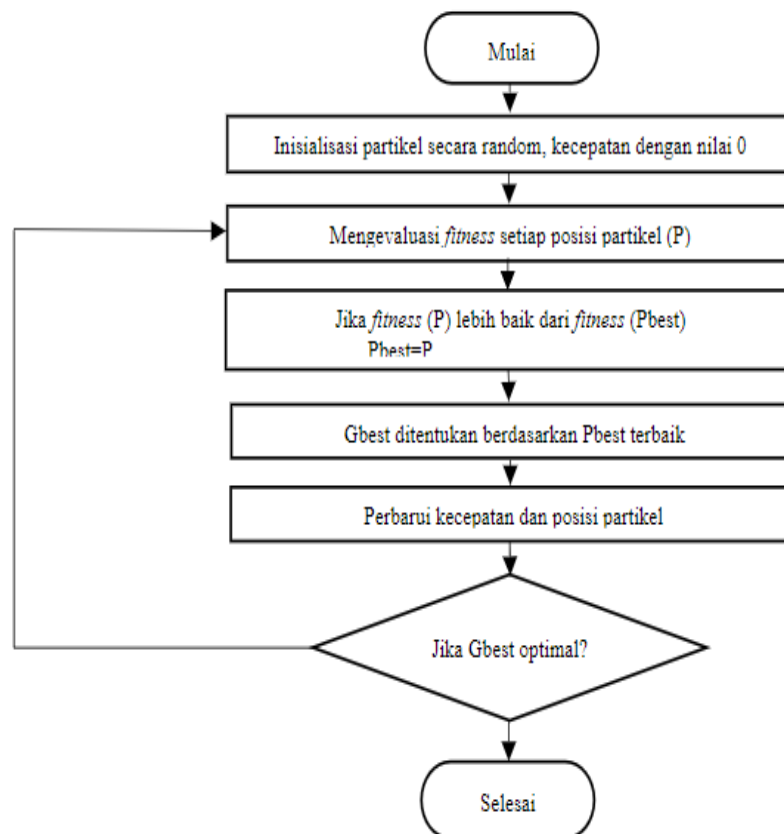 Mulai
Inisialisasi partikel secara random, kecepatan dengan nilai 0
Mengevaluasi fitness setiap posisi partikel (P)
Jika fitness (P) lebih baik dari fitness (Pbest)
Pbest=P
Gbest ditentukan berdasarkan Pbest terbaik
Perbarui kecepatan dan posisi partikel
Jika Gbest optimal?
Selesai